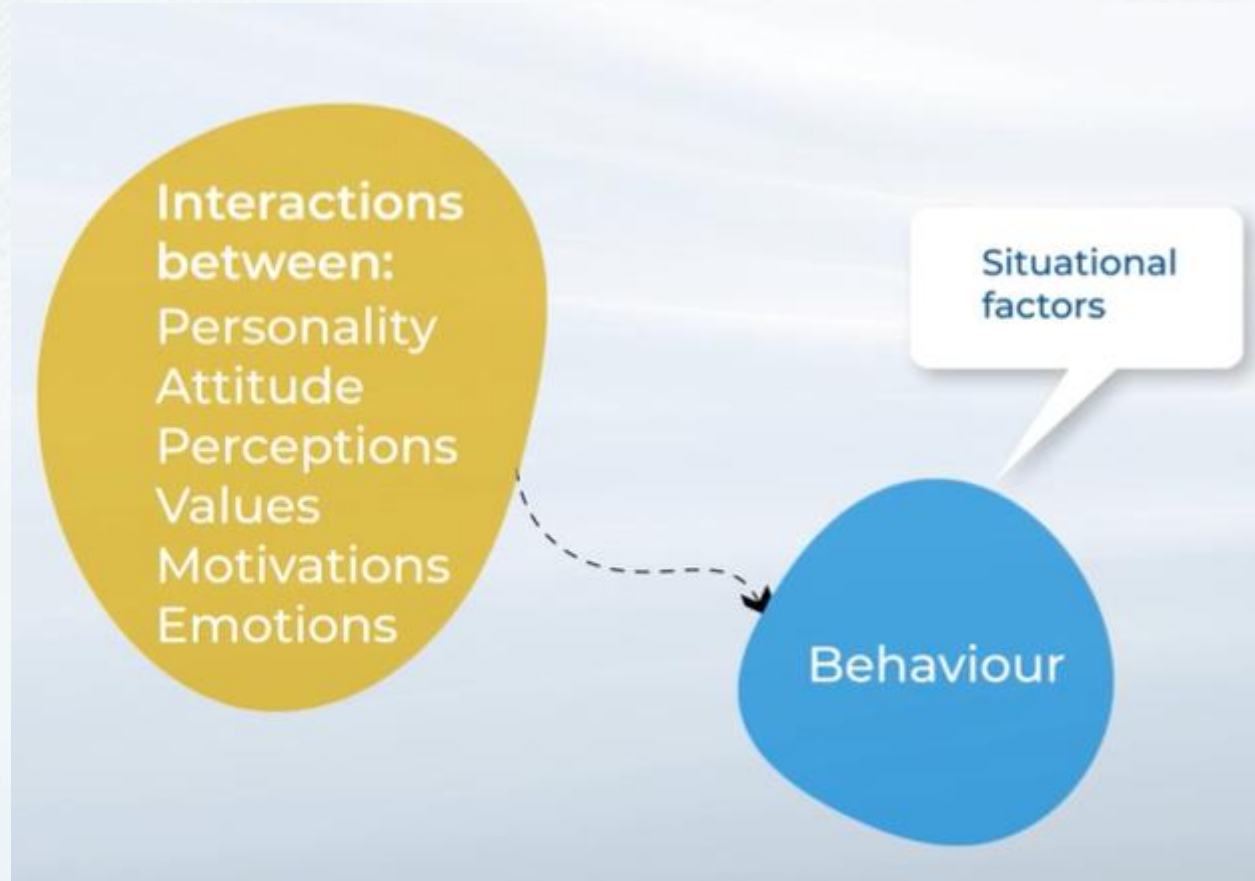 Interactions
between:
Personality
Attitude
Perceptions
Values
Motivations
Emotions
Situational
factors
Behaviour